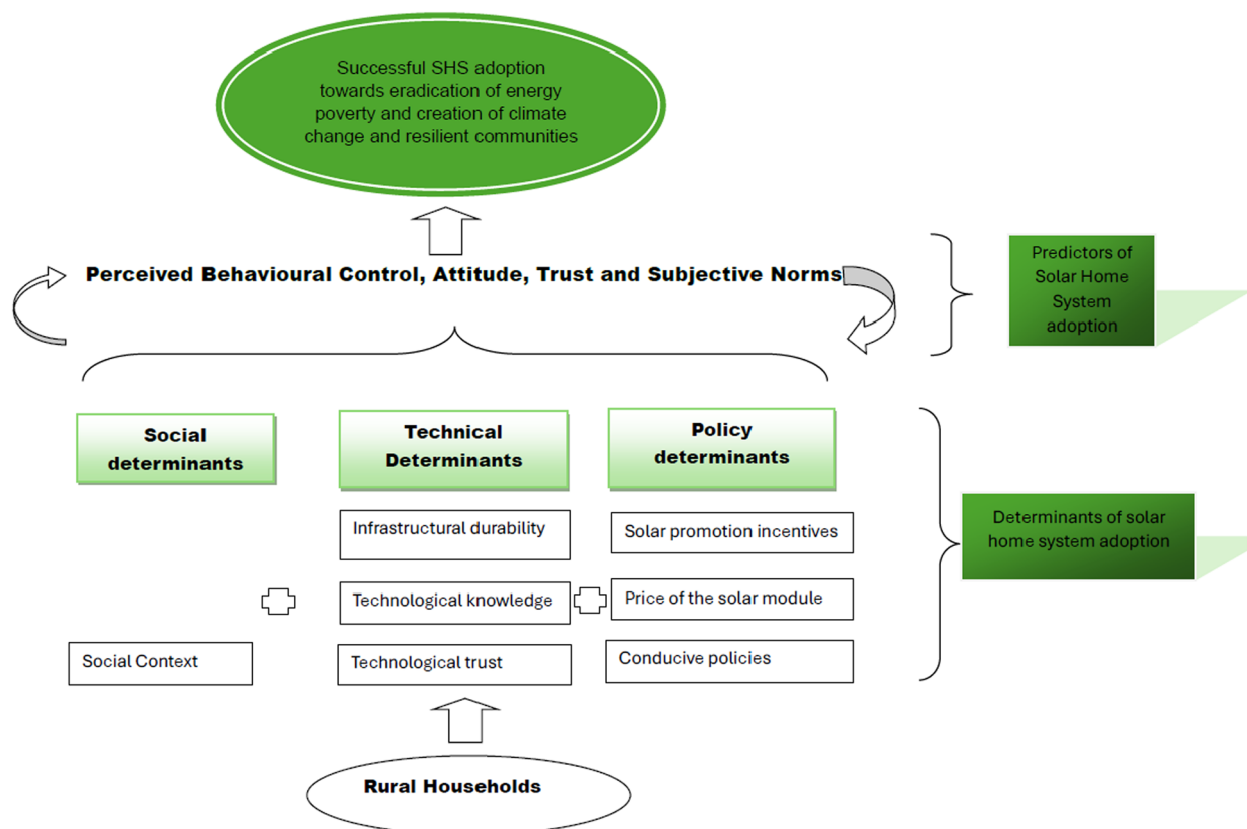 Successful SHS adoption
towards eradication of energy
poverty and creation of climate
change and resilient communities
Perceived Behavioural Control, Attitude, Trust and Subjective Norms
Predictors of
Solar Home
System
adoption
Social
determinants
Technical
Determinants
Policy
determinants
Infrastructural durability
Solar promotion incentives
Determinants of solar
home system adoption
Technological knowledge
Price of the solar module
Social Context
Technological trust
Conducive policies
Rural Households